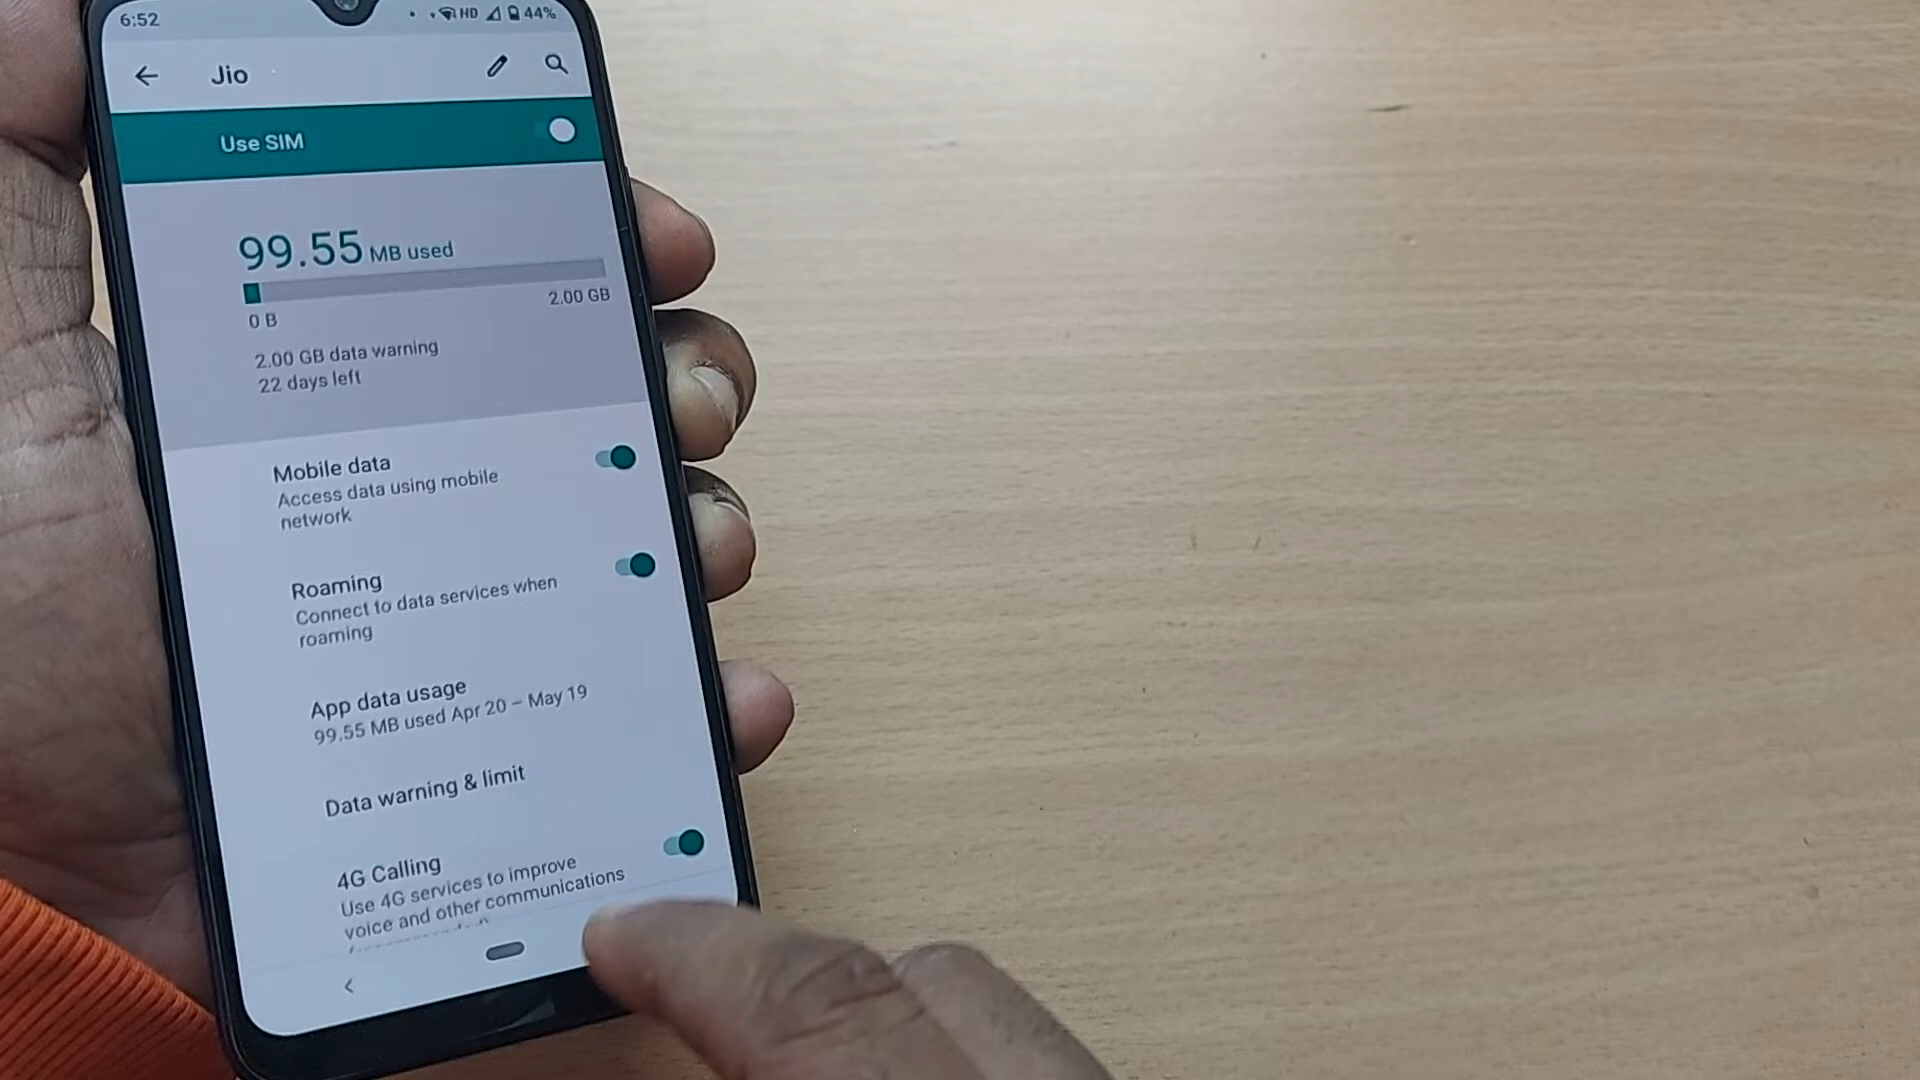 6:52
HD 44%
Jio
Use SIM
99.55 MB used
0 B
2.00 GB
2.00 GB data warning
22 days left
Mobile data
Access data using mobile
network
Roaming
Connect to data services when
roaming
App data usage
99.55 MB used Apr 20 – May 19
Data warning & limit
4G Calling
Use 4G services to improve
voice and other communications